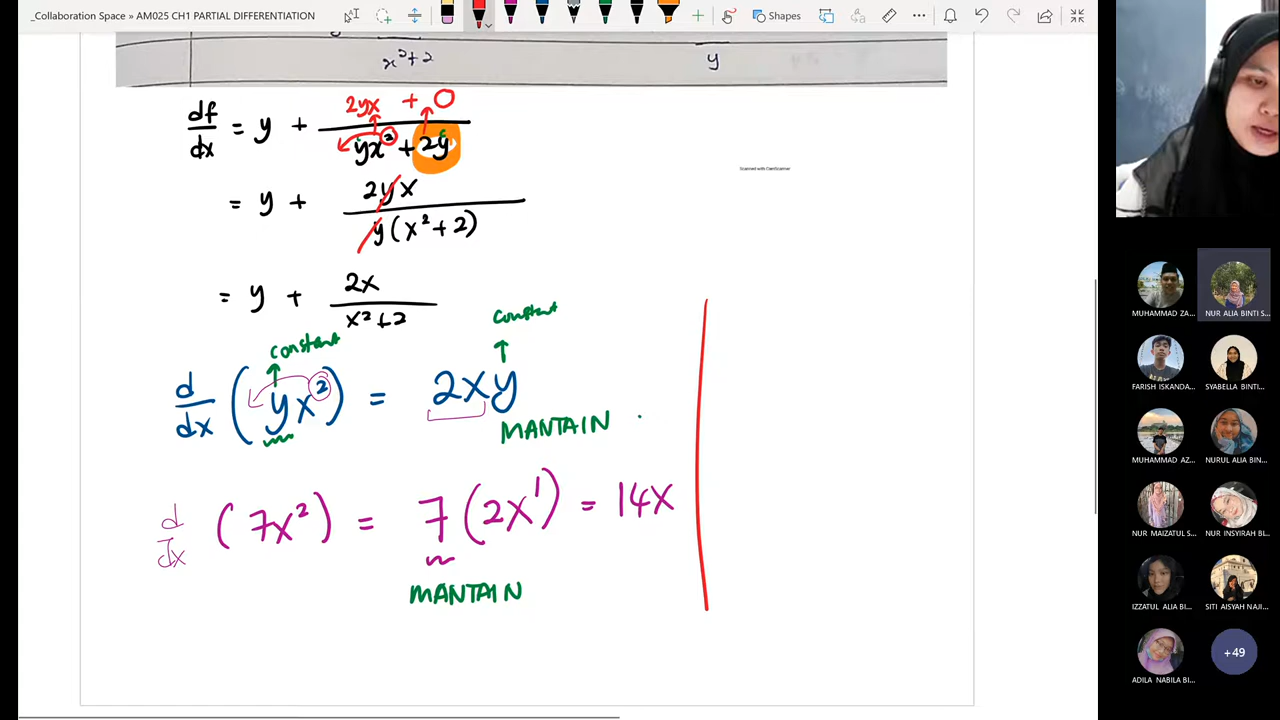 _Collaboration Space » AM025 CH1 PARTIAL DIFFERENTIATION
Shapes
x²+2
y
df/dx = y + (2yx + 0)/(yx² + 2y)
= y + 2yx/(y(x²+2))
= y + 2x/(x²+2)
constant
constant
d/dx (yx²) = 2xy
MANTAIN
d/dx (7x²) = 7(2x¹) = 14x
MANTAIN
Scanned with CamScanner
MUHAMMAD ZA...
NUR ALIA BINTI S...
FARISH ISKANDA...
SYABELLA BINTI...
MUHAMMAD AZ...
NURUL ALIA BIN...
NUR MAIZATUL S...
NUR INSYIRAH BI...
IZZATUL ALIA BI...
SITI AISYAH NAJI...
ADILA NABILA BI...
+49